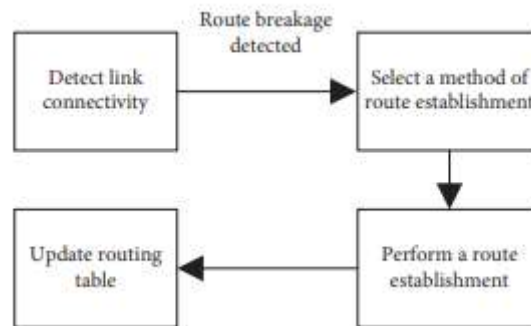 Route breakage
detected
Detect link
connectivity
Select a method of
route establishment
Update routing
table
Perform a route
establishment